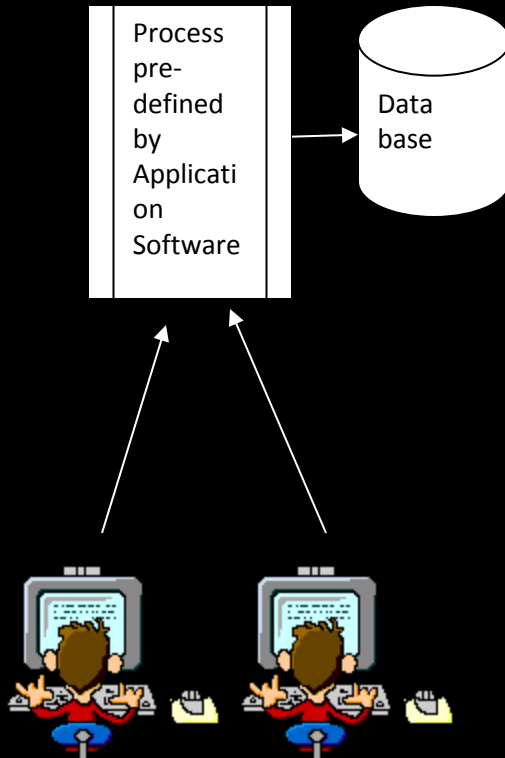 Process
pre-
defined
by
Applicati
on
Software
Data
base